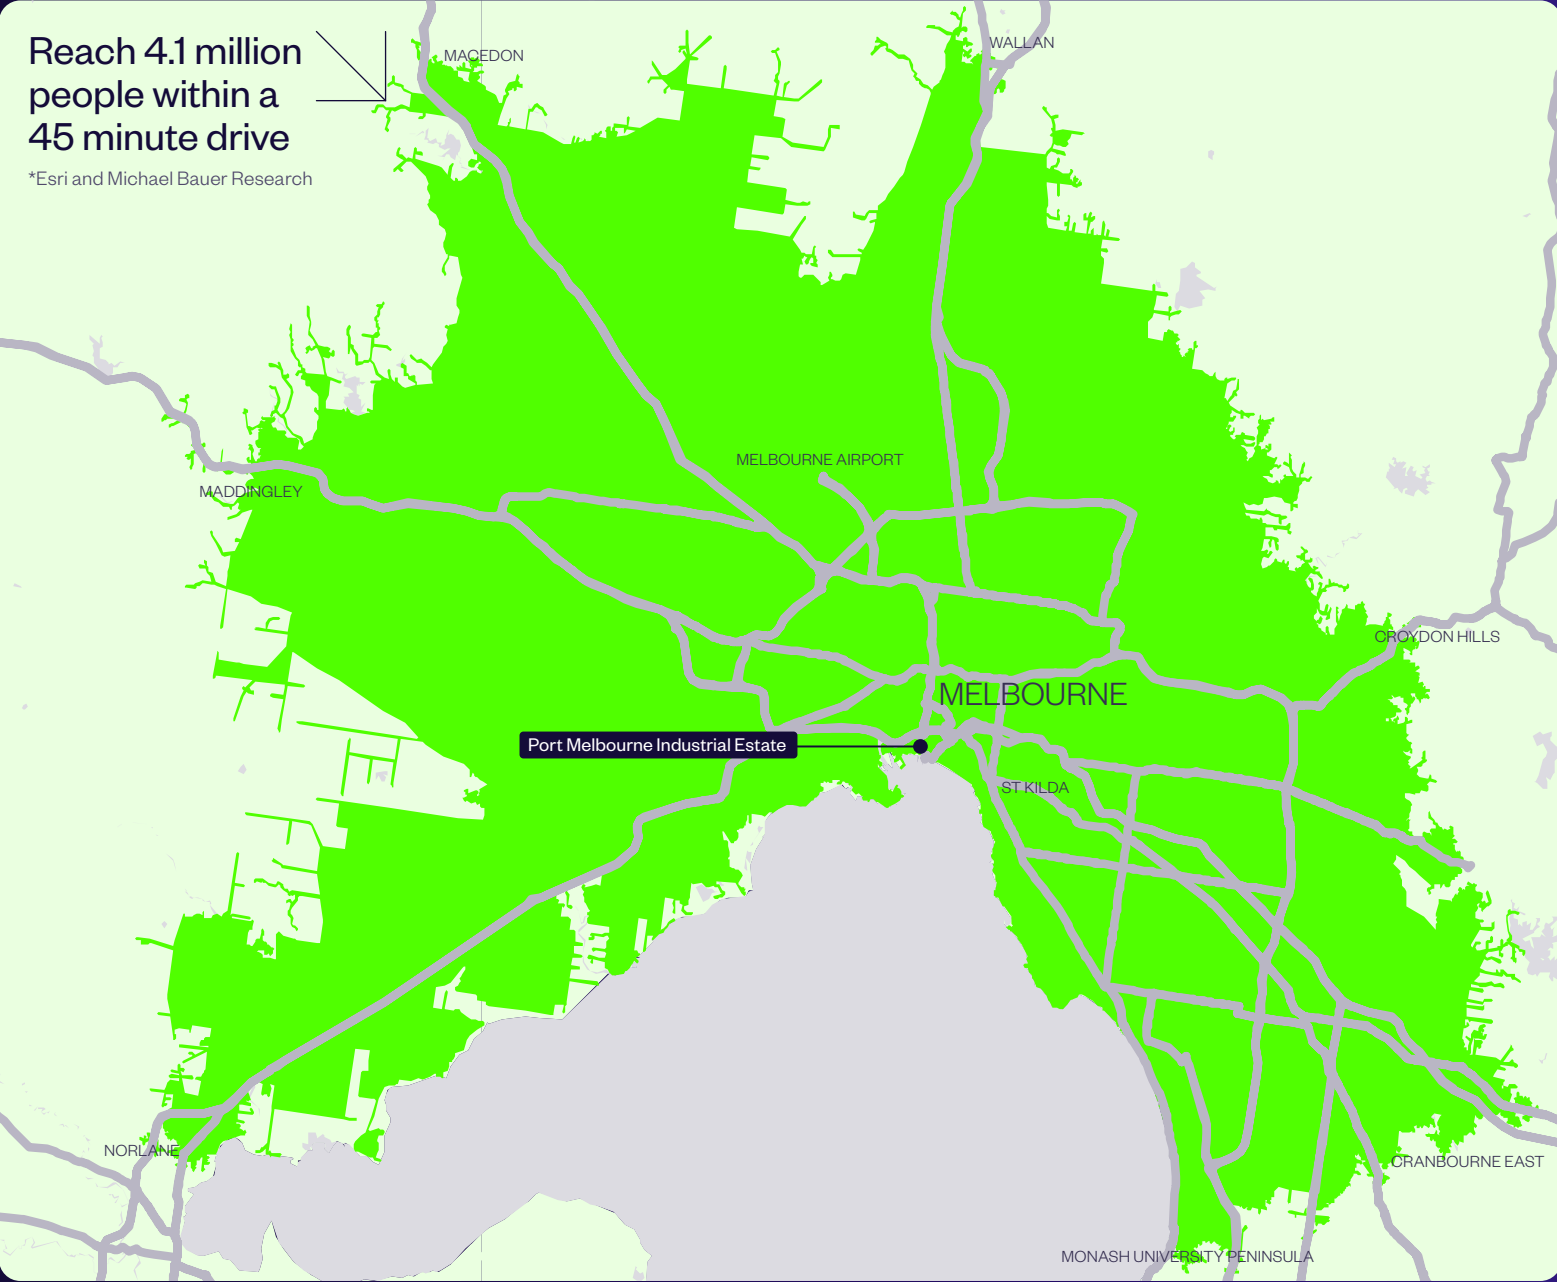 Reach 4.1 million
people within a
45 minute drive
*Esri and Michael Bauer Research
MACEDON
WALLAN
MELBOURNE AIRPORT
MADDINGLEY
CROYDON HILLS
MELBOURNE
Port Melbourne Industrial Estate
ST KILDA
NORLANE
CRANBOURNE EAST
MONASH UNIVERSITY PENINSULA